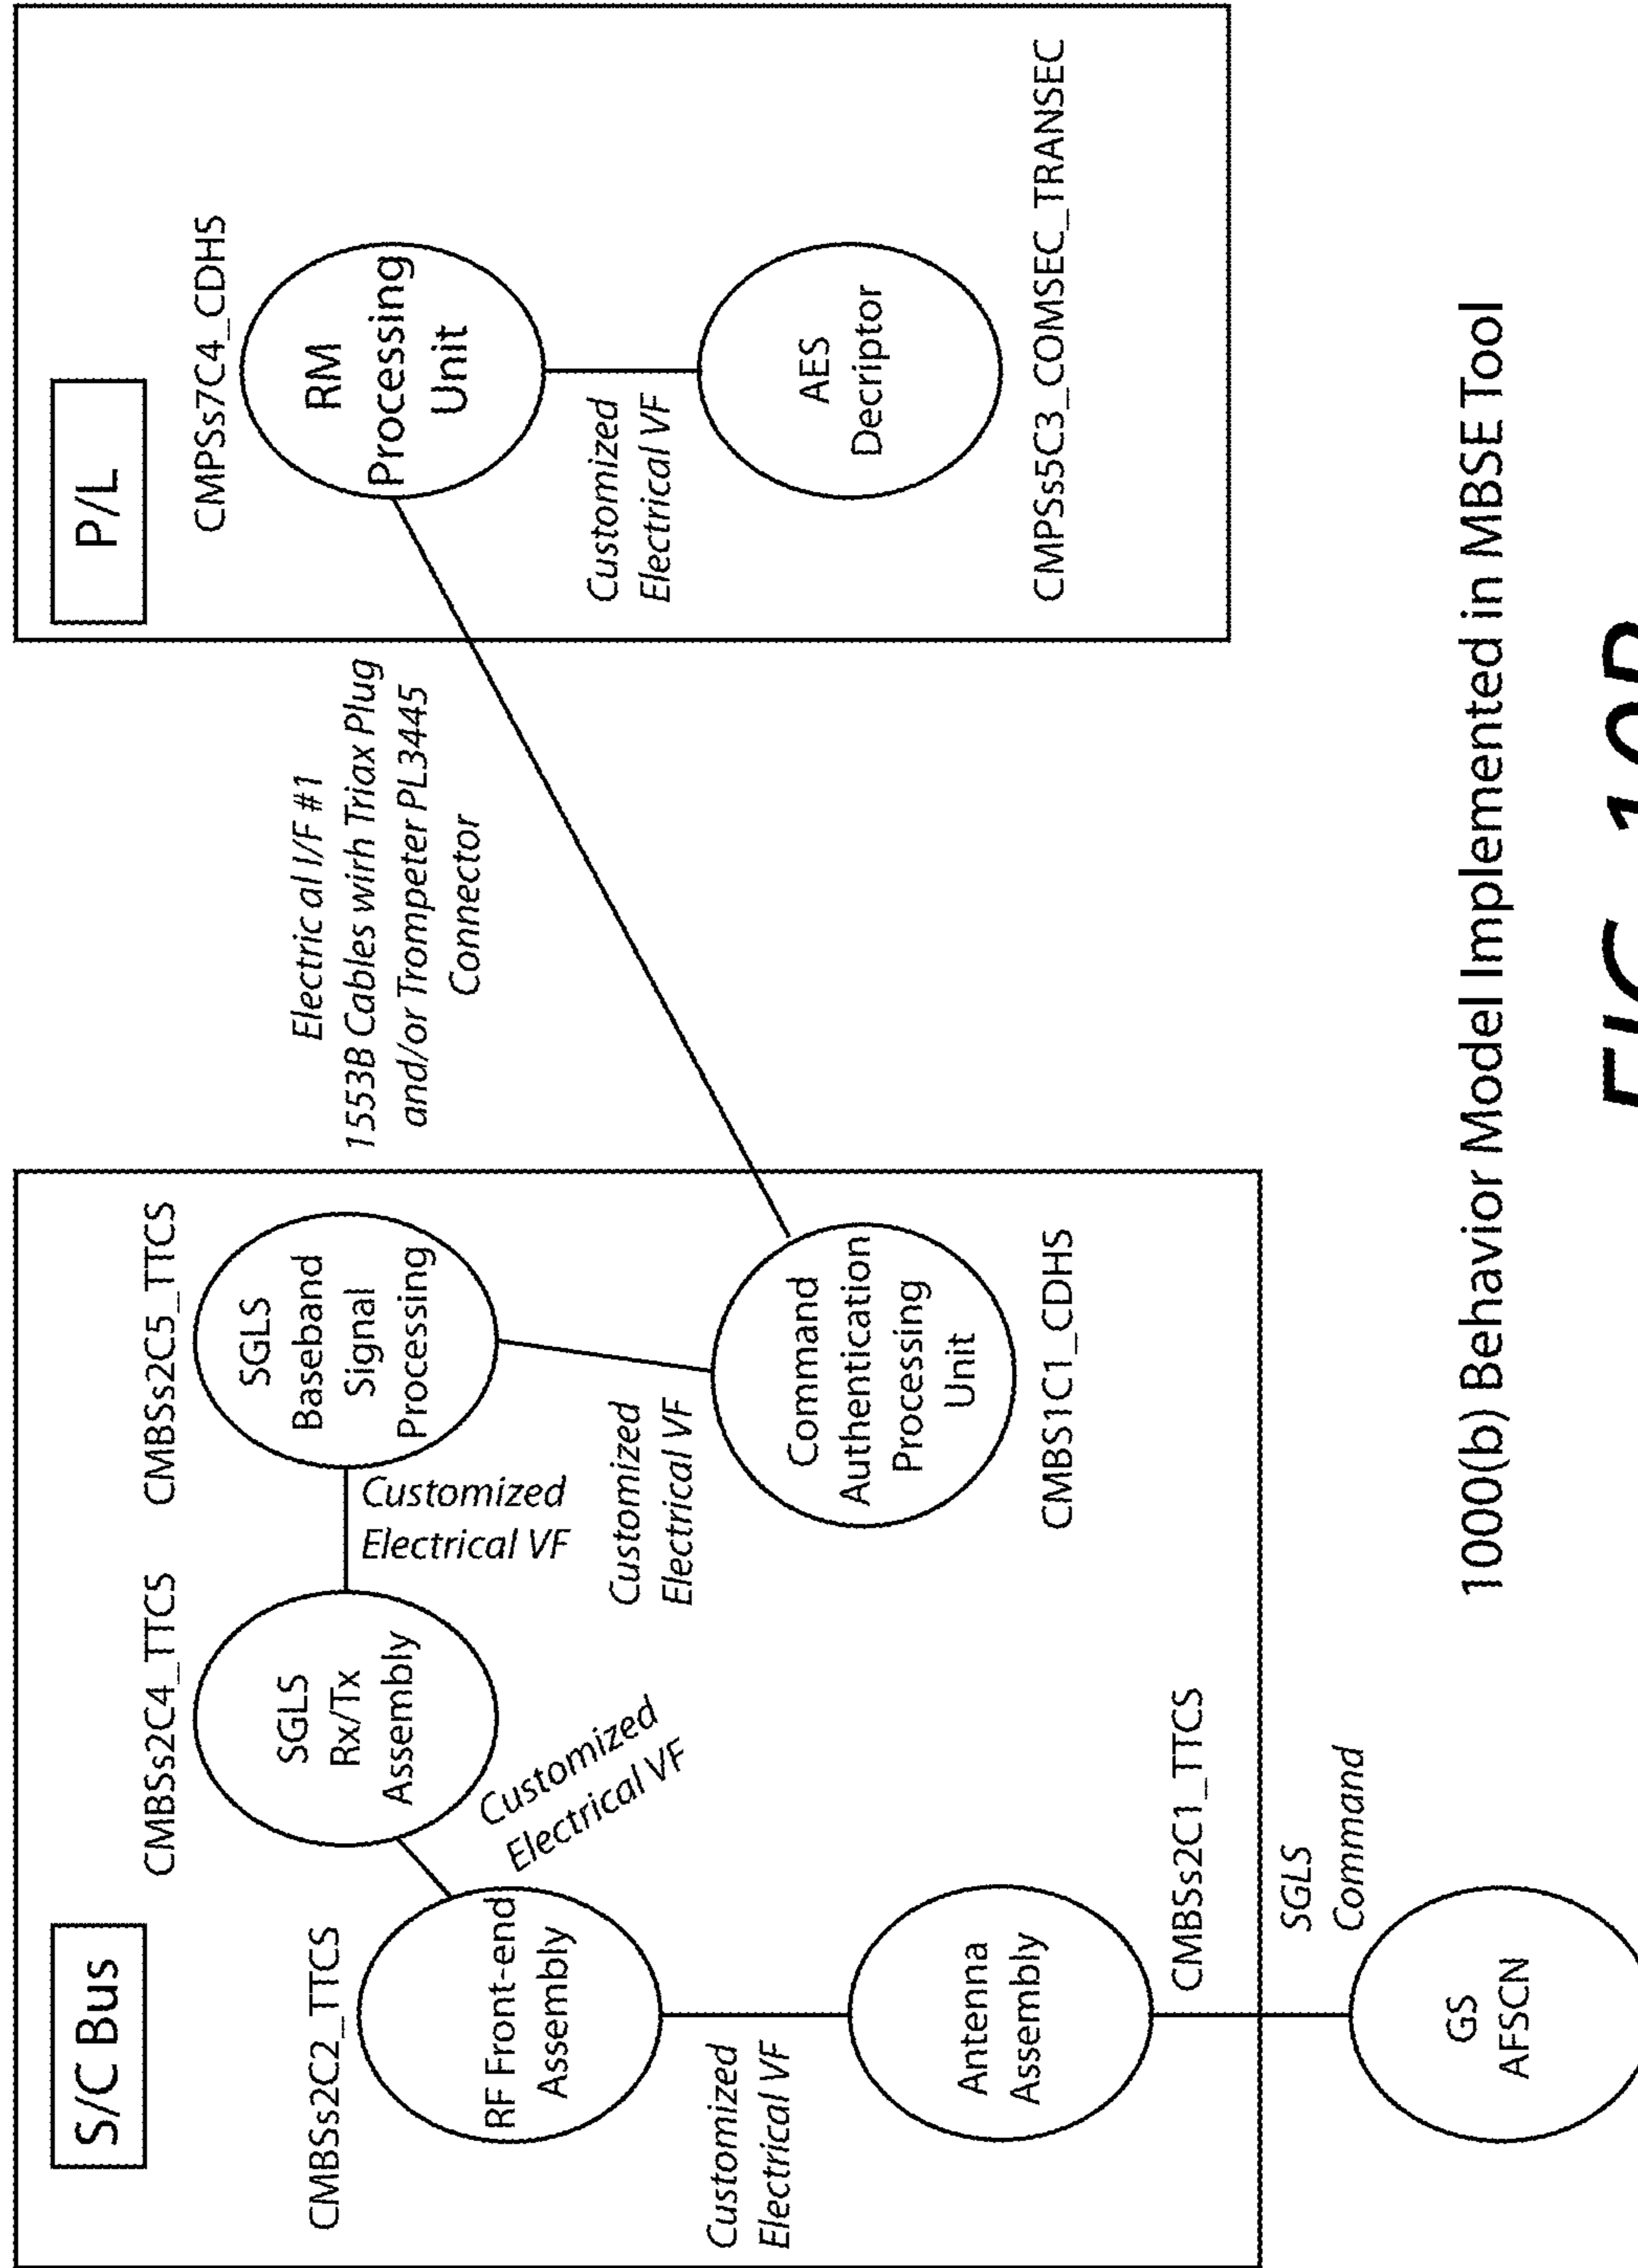 S/C Bus
CMBSs2C2_TTCS
RF Front-end
Assembly
Customized
Electrical VF
Antenna
Assembly
CMBSs2C1_TTCS
SGLS
Command
GS
AFSCN
CMBSs2C4_TTCS
SGLS
Rx/Tx
Assembly
Customized
Electrical VF
CMBSs2C5_TTCS
SGLS
Baseband
Signal
Processing
Customized
Electrical VF
Customized
Electrical VF
Command
Authentication
Processing
Unit
CMBS1C1_CDHS
Electric al I/F #1
1553B Cables wirh Triax Plug
and/or Trompeter PL3445
Connector
P/L
CMPSs7C4_CDHS
RM
Processing
Unit
Customized
Electrical VF
AES
Decriptor
CMPSs5C3_COMSEC_TRANSEC
1000(b) Behavior Model Implemented in MBSE Tool
FIG. 10B